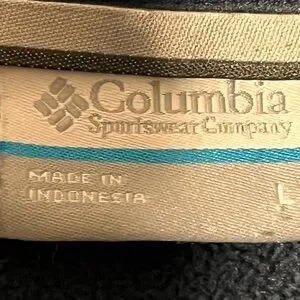 Columbia
Sportswear Company
MADE IN
INDONESIA
L